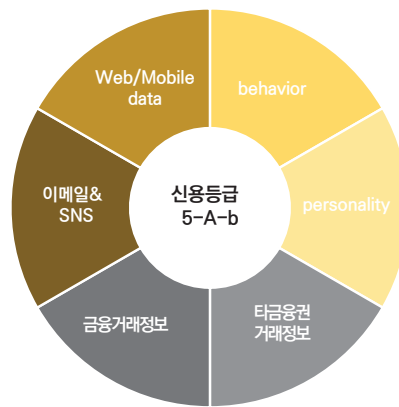 Web/Mobile
data
behavior
이메일&
SNS
신용등급
5-A-b
personality
금융거래정보
타금융권
거래정보